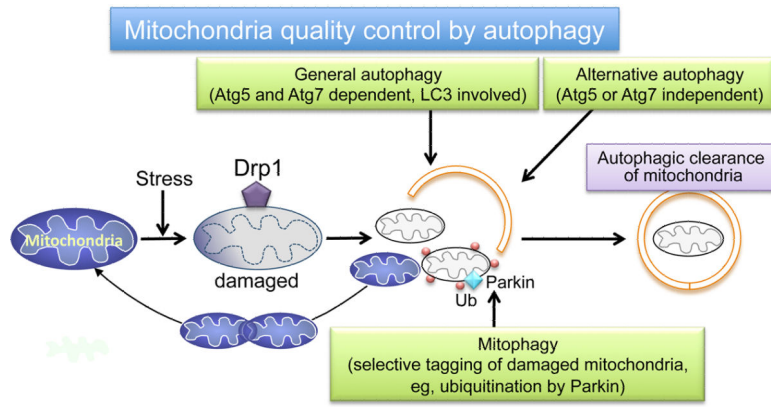 Mitochondria quality control by autophagy
General autophagy
(Atg5 and Atg7 dependent, LC3 involved)
Alternative autophagy
(Atg5 or Atg7 independent)
Autophagic clearance
of mitochondria
Drp1
Stress
Mitochondria
damaged
Parkin
Ub
Mitophagy
(selective tagging of damaged mitochondria,
eg, ubiquitination by Parkin)